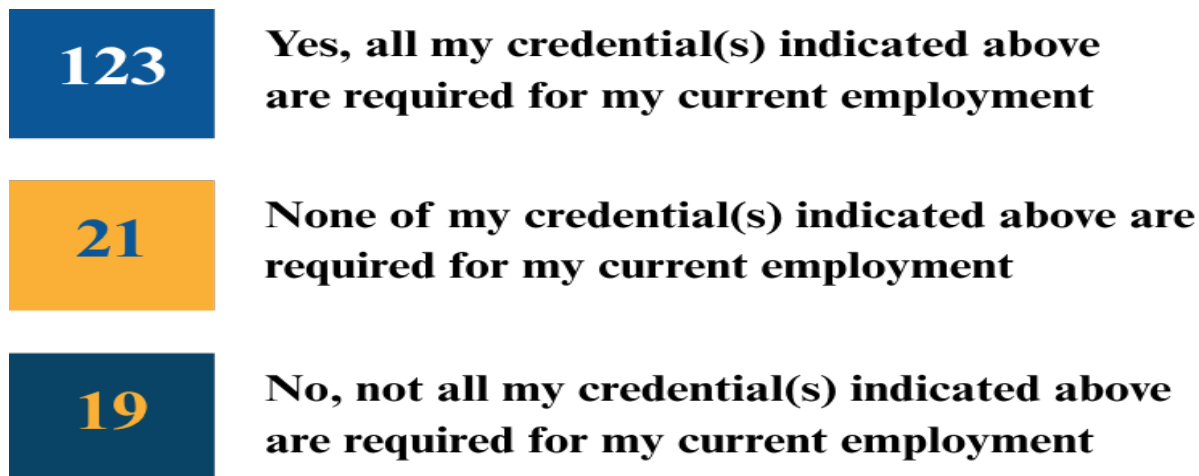 123
Yes, all my credential(s) indicated above
are required for my current employment
21
None of my credential(s) indicated above are
required for my current employment
19
No, not all my credential(s) indicated above
are required for my current employment